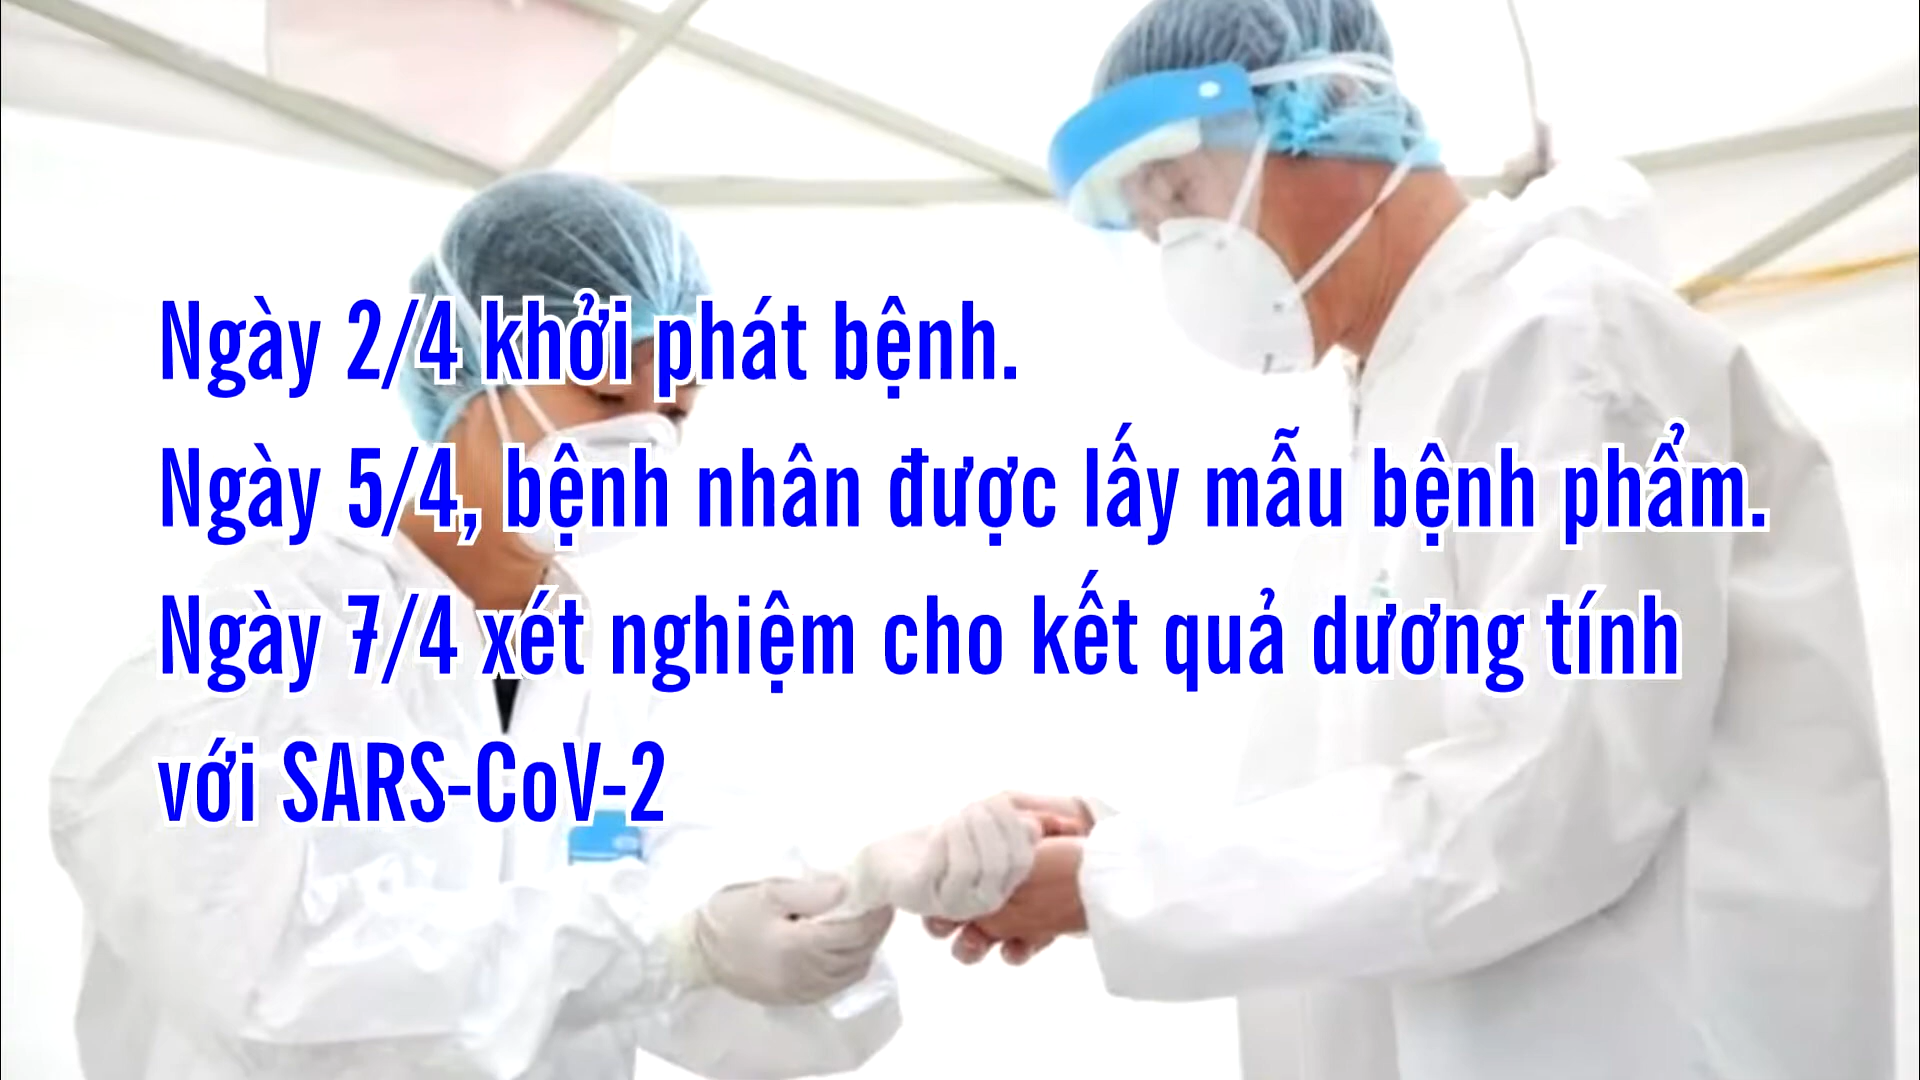 Ngày 2/4 khởi phát bệnh.
Ngày 5/4, bệnh nhân được lấy mẫu bệnh phẩm.
Ngày 7/4 xét nghiệm cho kết quả dương tính
với SARS-CoV-2